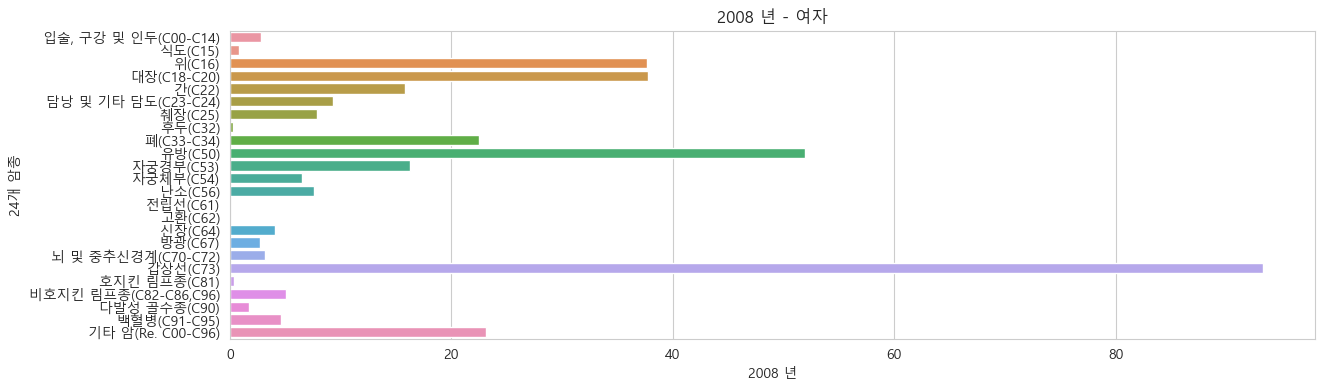 2008 년 - 여자
24개 암종
입술, 구강 및 인두(C00-C14)
식도(C15)
위(C16)
대장(C18-C20)
간(C22)
담낭 및 기타 담도(C23-C24)
췌장(C25)
후두(C32)
폐(C33-C34)
유방(C50)
자궁경부(C53)
자궁체부(C54)
난소(C56)
전립선(C61)
고환(C62)
신장(C64)
방광(C67)
뇌 및 중추신경계(C70-C72)
갑상선(C73)
호지킨 림프종(C81)
비호지킨 림프종(C82-C86,C96)
다발성 골수종(C90)
백혈병(C91-C95)
기타 암(Re. C00-C96)
0 20 40 60 80
2008 년